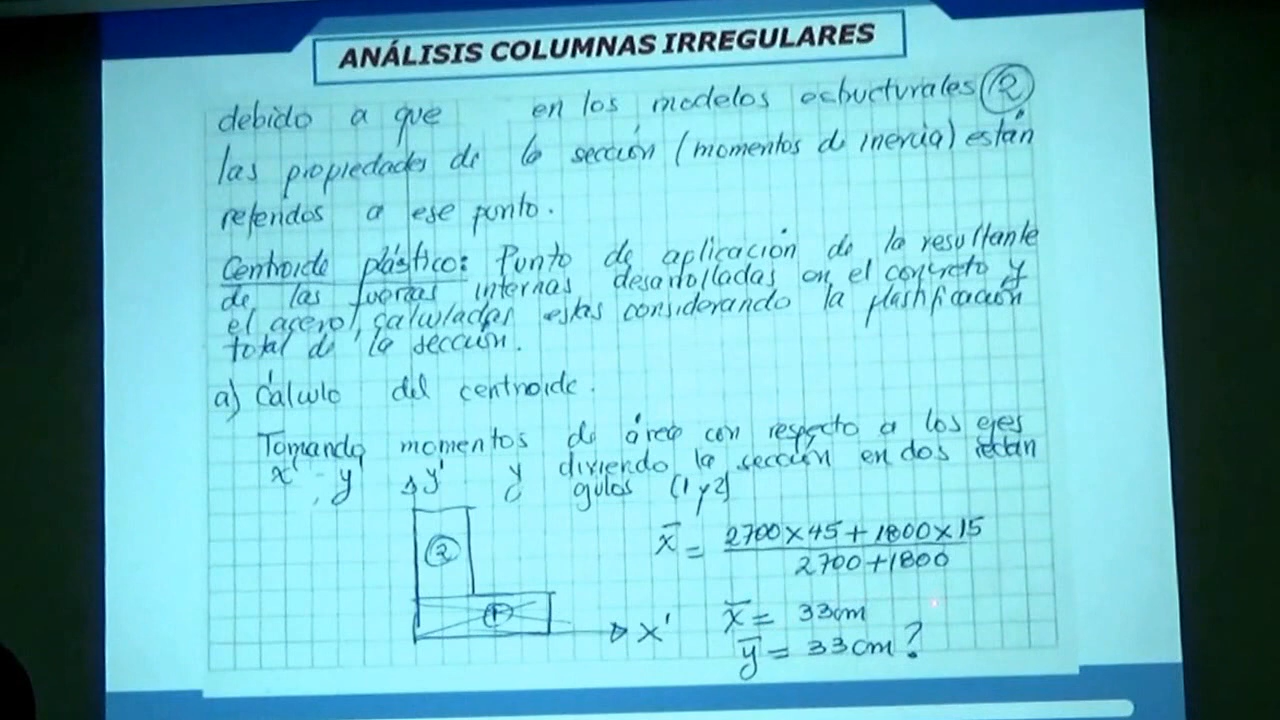 ANÁLISIS COLUMNAS IRREGULARES
debido a que en los modelos estructurales 2
las propiedades de la sección (momentos de inercia) están
referidos a ese punto.
Centroide plástico: Punto de aplicación de la resultante
de las fuerzas internas desarrolladas en el concreto y
el acero, calculadas estas considerando la plastificación
total de la sección.
a) Cálculo del centroide.
Tomando momentos de área con respecto a los ejes
x' y y' y diviendo la sección en dos rectan
gulos (1 y 2)
2
1
x'
x̄ = 2700 x 45 + 1800 x 15
2700 + 1800
x̄ = 33cm
ȳ = 33cm ?